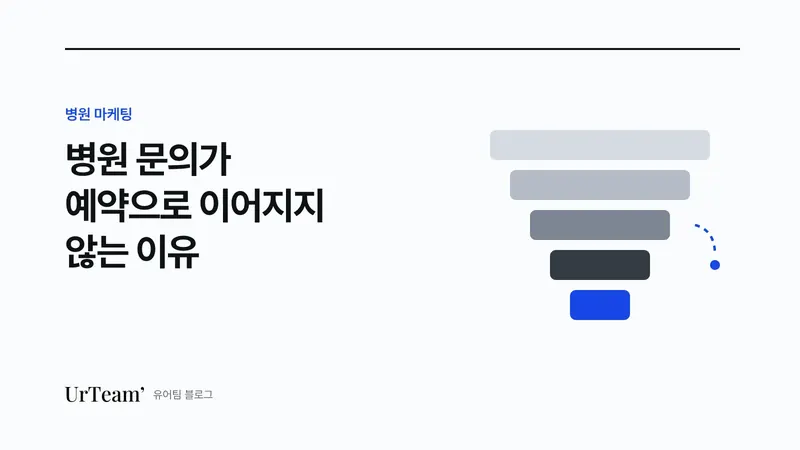 병원 마케팅
병원 문의가
예약으로 이어지지
않는 이유
UrTeam’ 유어팀 블로그